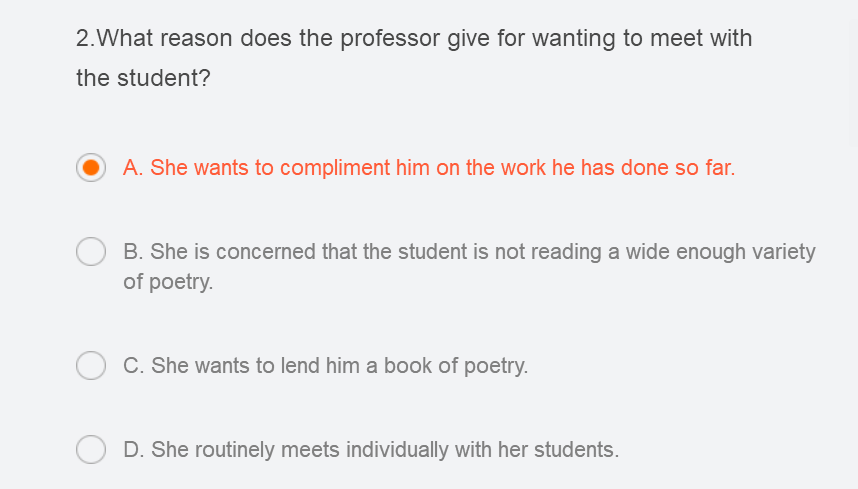 2.What reason does the professor give for wanting to meet with
the student?
A. She wants to compliment him on the work he has done so far.
B. She is concerned that the student is not reading a wide enough variety
of poetry.
C. She wants to lend him a book of poetry.
D. She routinely meets individually with her students.